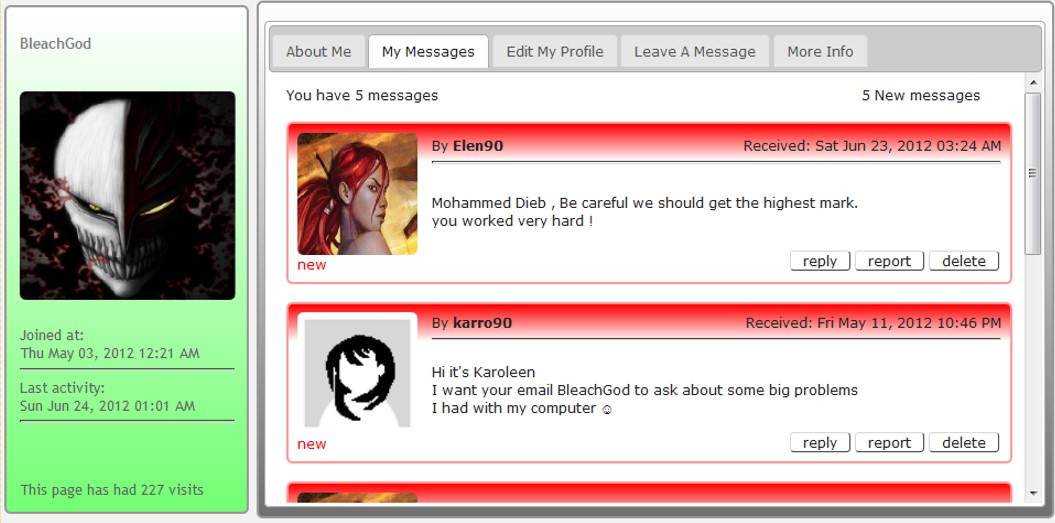 BleachGod
Joined at:
Thu May 03, 2012 12:21 AM
Last activity:
Sun Jun 24, 2012 01:01 AM
This page has had 227 visits
About Me My Messages Edit My Profile Leave A Message More Info
You have 5 messages 5 New messages
By Elen90 Received: Sat Jun 23, 2012 03:24 AM
Mohammed Dieb , Be careful we should get the highest mark.
you worked very hard !
new reply report delete
By karro90 Received: Fri May 11, 2012 10:46 PM
Hi it's Karoleen
I want your email BleachGod to ask about some big problems
I had with my computer ☺
new reply report delete